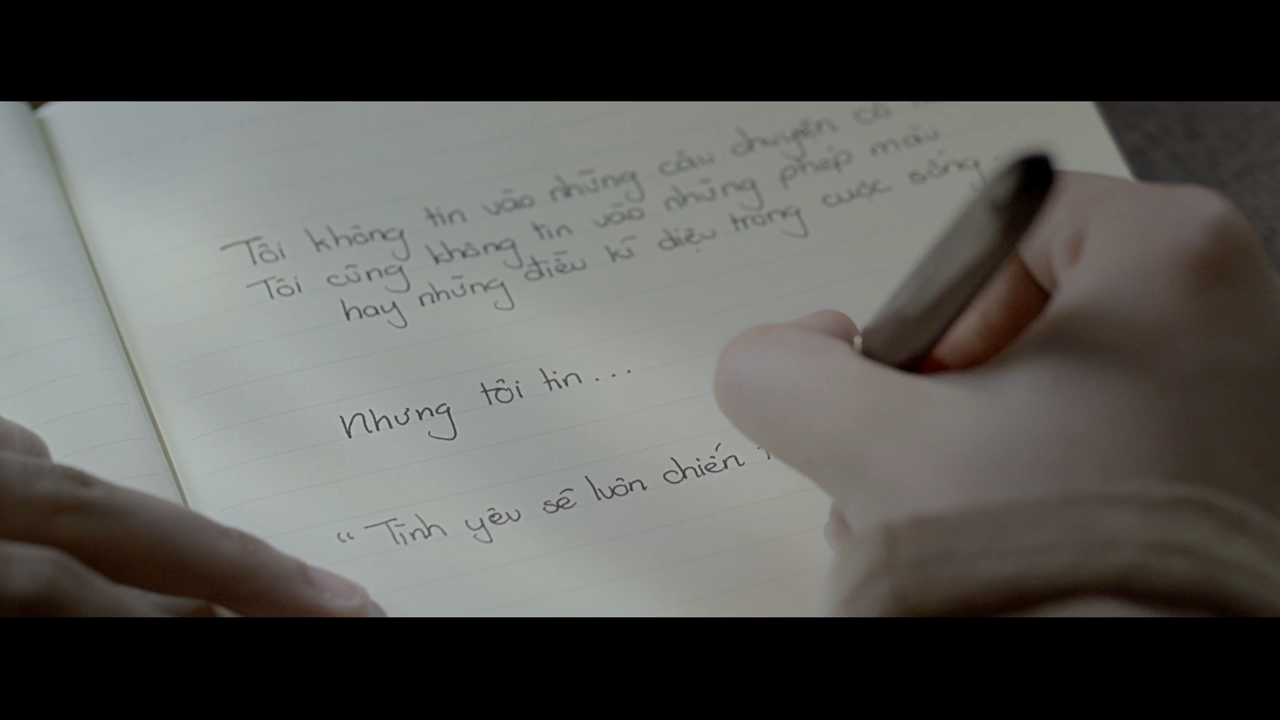 Tôi không tin vào những câu chuyện cổ
Tôi cũng không tin vào những phép màu
hay những điều kì diệu trong cuộc sống
Nhưng tôi tin...
“ Tình yêu sẽ luôn chiến